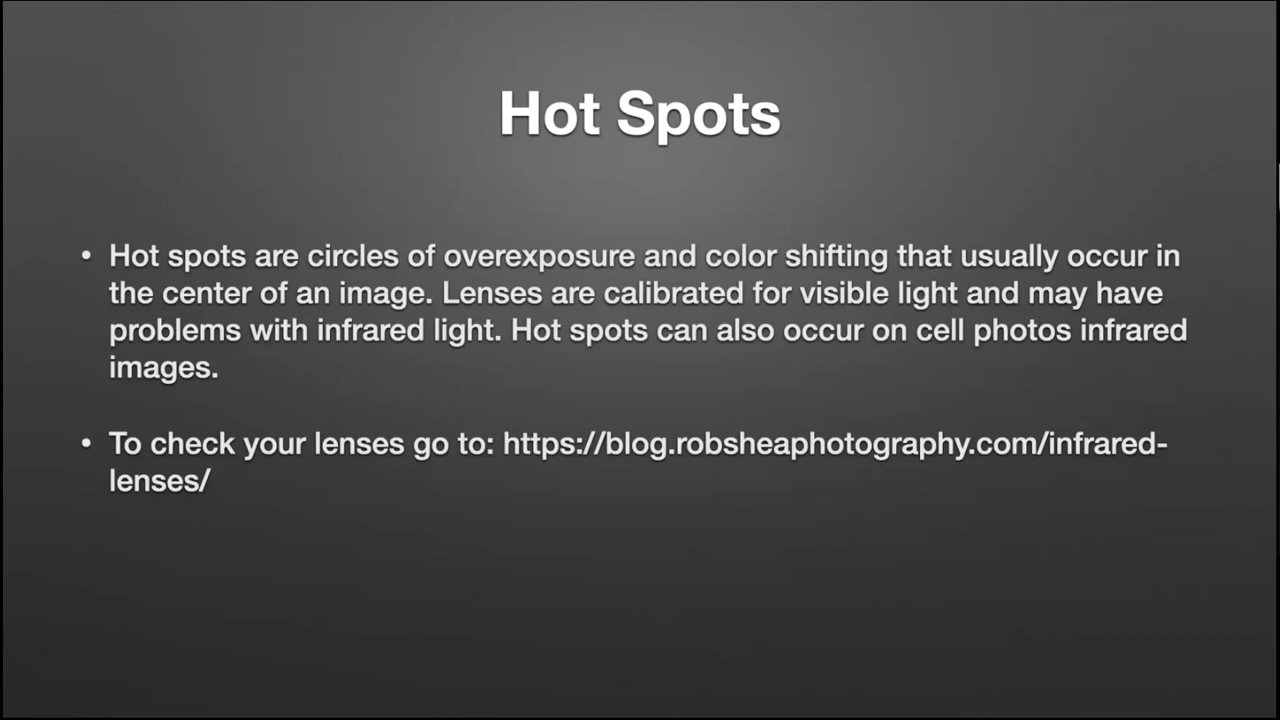 Hot Spots
• Hot spots are circles of overexposure and color shifting that usually occur in
the center of an image. Lenses are calibrated for visible light and may have
problems with infrared light. Hot spots can also occur on cell photos infrared
images.
• To check your lenses go to: https://blog.robsheaphotography.com/infrared-
lenses/